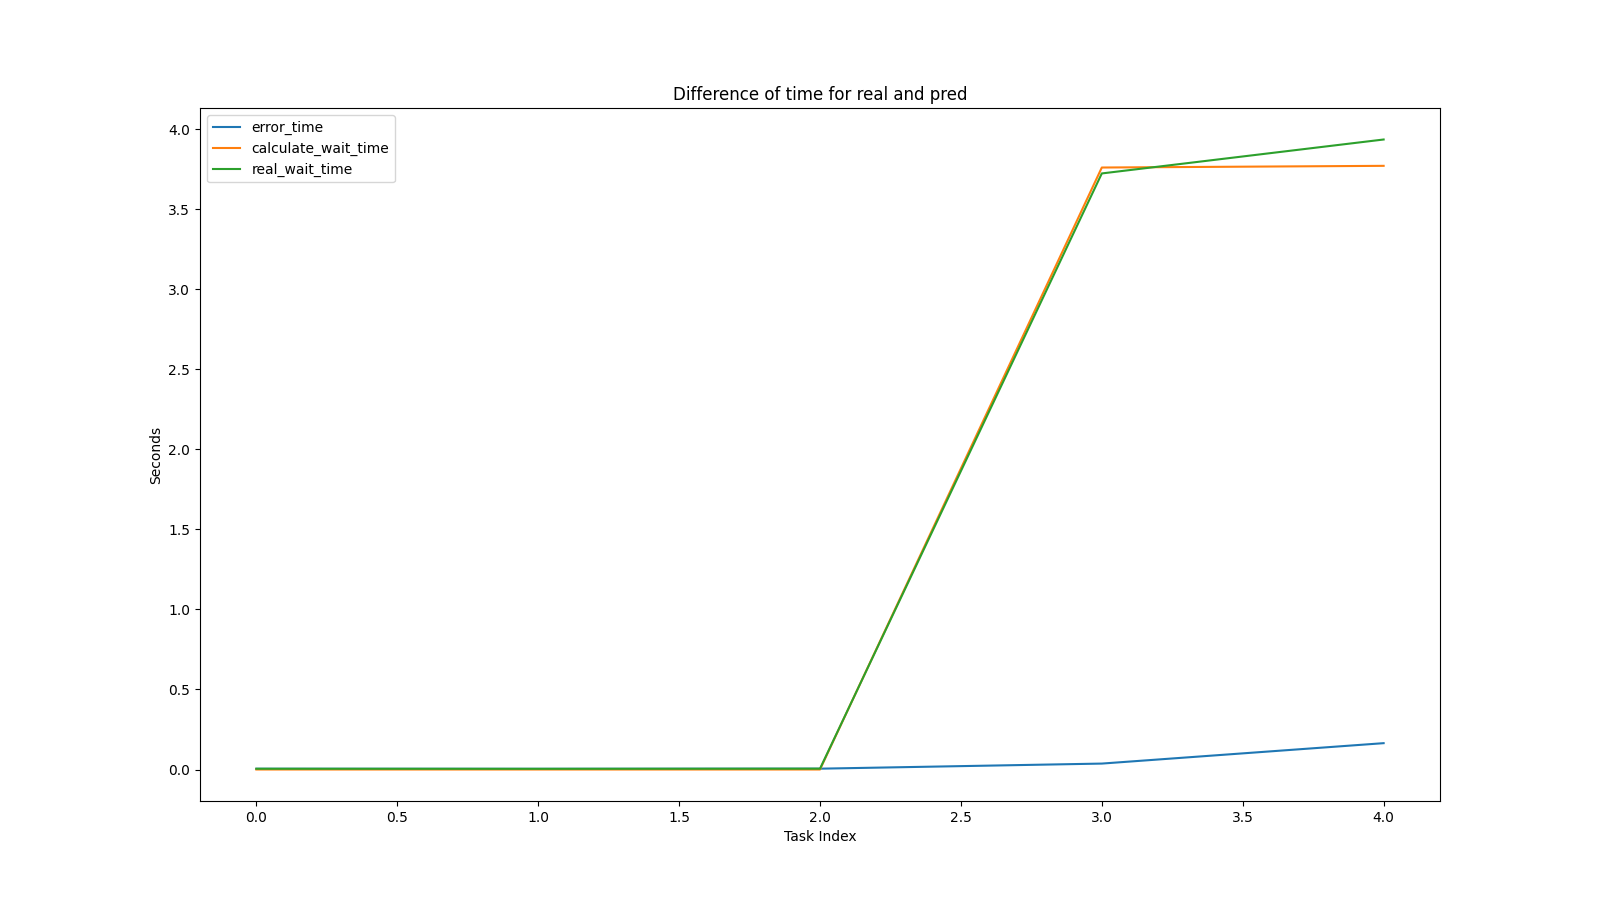 Difference of time for real and pred
error_time
calculate_wait_time
real_wait_time
4.0
3.5
3.0
2.5
2.0
1.5
1.0
0.5
0.0
Seconds
0.0 0.5 1.0 1.5 2.0 2.5 3.0 3.5 4.0
Task Index